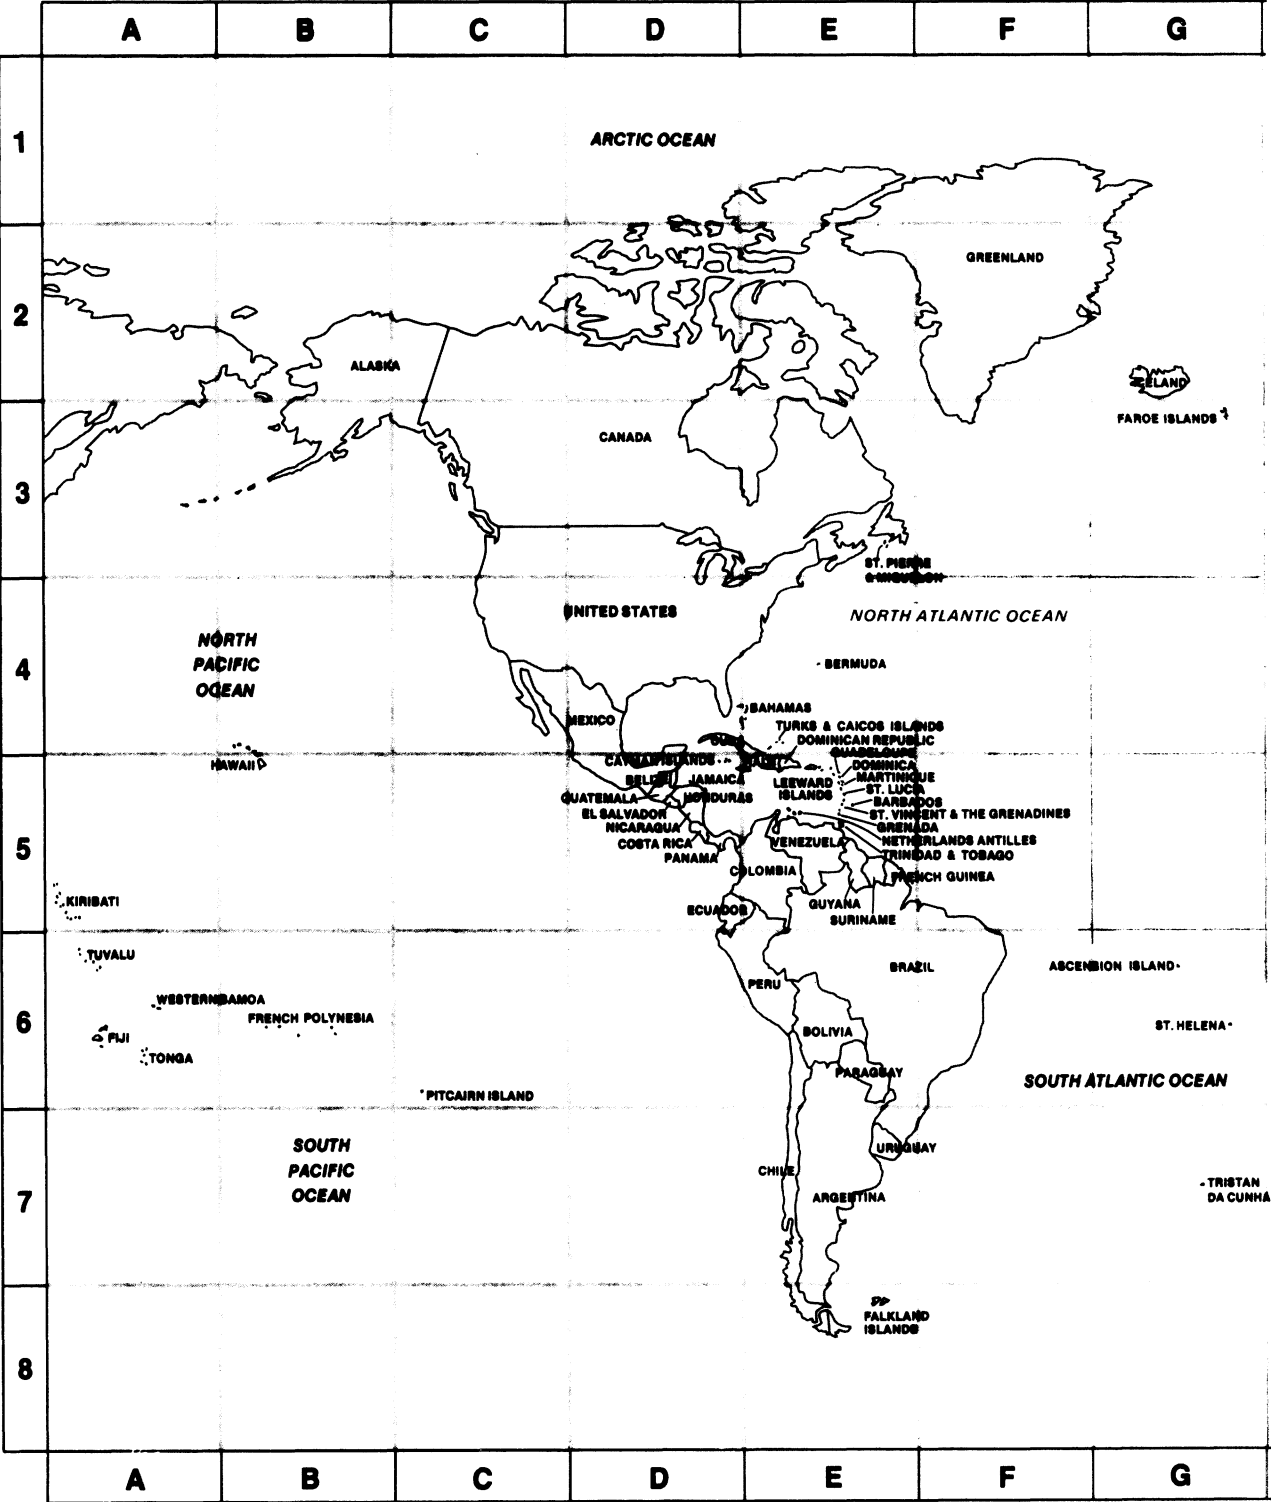 A B C D E F G
1
ARCTIC OCEAN
GREENLAND
2
ALASKA
ICELAND
FAROE ISLANDS
CANADA
3
ST. PIERRE
& MIQUELON
UNITED STATES
NORTH ATLANTIC OCEAN
NORTH
PACIFIC
OCEAN
4
BERMUDA
BAHAMAS
MEXICO
TURKS & CAICOS ISLANDS
CUBA
DOMINICAN REPUBLIC
GUADELOUPE
HAWAII
CAYMAN ISLANDS
HAITI
DOMINICA
BELIZE
JAMAICA
LEEWARD
ISLANDS
MARTINIQUE
ST. LUCIA
GUATEMALA
HONDURAS
BARBADOS
EL SALVADOR
ST. VINCENT & THE GRENADINES
NICARAGUA
GRENADA
COSTA RICA
VENEZUELA
NETHERLANDS ANTILLES
5
PANAMA
TRINIDAD & TOBAGO
COLOMBIA
FRENCH GUINEA
KIRIBATI
ECUADOR
GUYANA
SURINAME
TUVALU
BRAZIL
ASCENSION ISLAND
PERU
WESTERN SAMOA
FRENCH POLYNESIA
6
ST. HELENA
FIJI
BOLIVIA
TONGA
PARAGUAY
SOUTH ATLANTIC OCEAN
PITCAIRN ISLAND
SOUTH
PACIFIC
OCEAN
URUGUAY
CHILE
7
ARGENTINA
TRISTAN
DA CUNHA
FALKLAND
ISLANDS
8
A B C D E F G